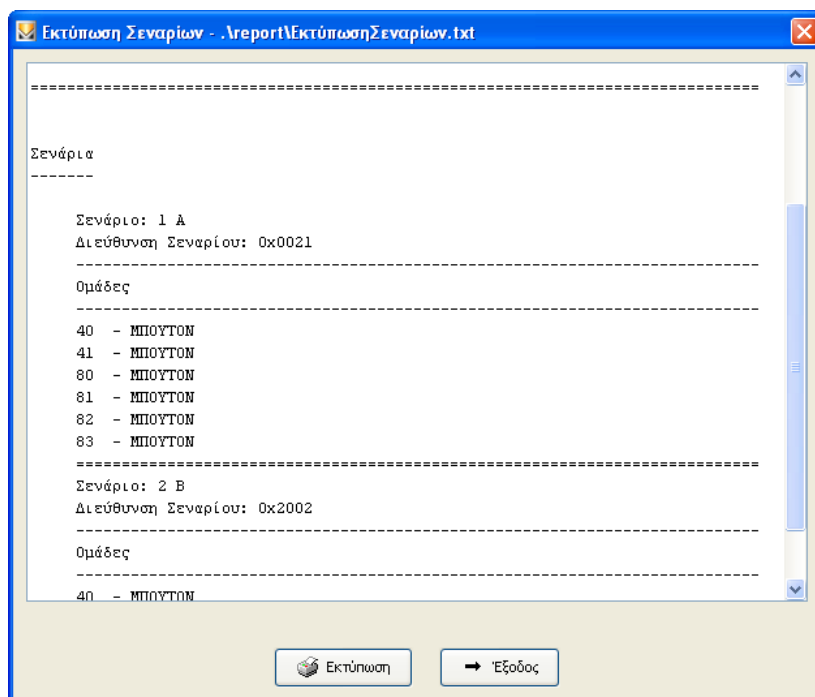 Εκτύπωση Σεναρίων - .\report\ΕκτύπωσηΣεναρίων.txt
================================================================================
Σενάρια
-------
Σενάριο: 1 Α
Διεύθυνση Σεναρίου: 0x0021
---------------------------------------------------------------------------
Ομάδες
---------------------------------------------------------------------------
40 - ΜΠΟΥΤΟΝ
41 - ΜΠΟΥΤΟΝ
80 - ΜΠΟΥΤΟΝ
81 - ΜΠΟΥΤΟΝ
82 - ΜΠΟΥΤΟΝ
83 - ΜΠΟΥΤΟΝ
===========================================================================
Σενάριο: 2 Β
Διεύθυνση Σεναρίου: 0x2002
---------------------------------------------------------------------------
Ομάδες
---------------------------------------------------------------------------
40 - ΜΠΟΥΤΟΝ
Εκτύπωση
Έξοδος